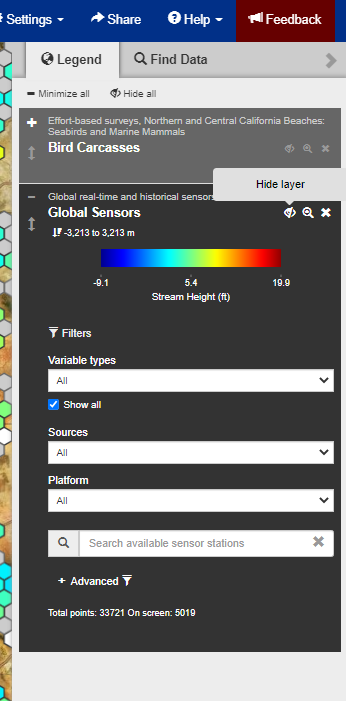 Settings
Share
Help
Feedback
Legend
Find Data
Minimize all
Hide all
Effort-based surveys, Northern and Central California Beaches:
Seabirds and Marine Mammals
Bird Carcasses
Hide layer
Global real-time and historical sensors
Global Sensors
-3,213 to 3,213 m
-9.1 5.4 19.9
Stream Height (ft)
Filters
Variable types
All
Show all
Sources
All
Platform
All
Search available sensor stations
+ Advanced
Total points: 33721 On screen: 5019